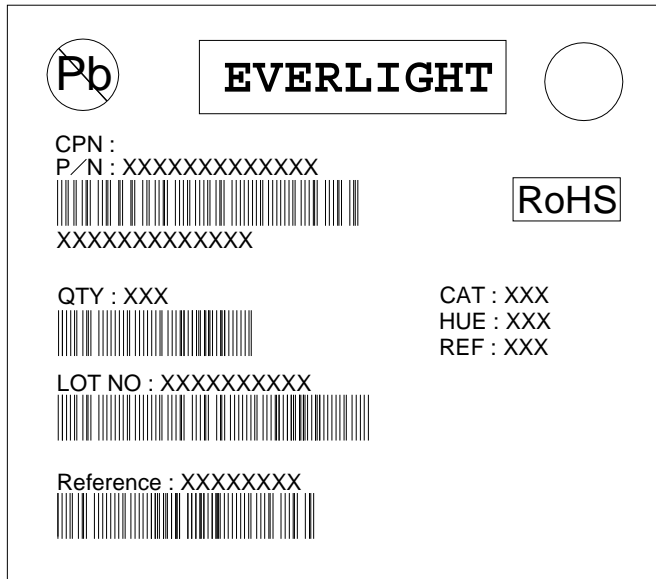 Pb
EVERLIGHT
CPN :
P/N : XXXXXXXXXXXXX
RoHS
XXXXXXXXXXXXX
QTY : XXX
CAT : XXX
HUE : XXX
REF : XXX
LOT NO : XXXXXXXXXX
Reference : XXXXXXXX